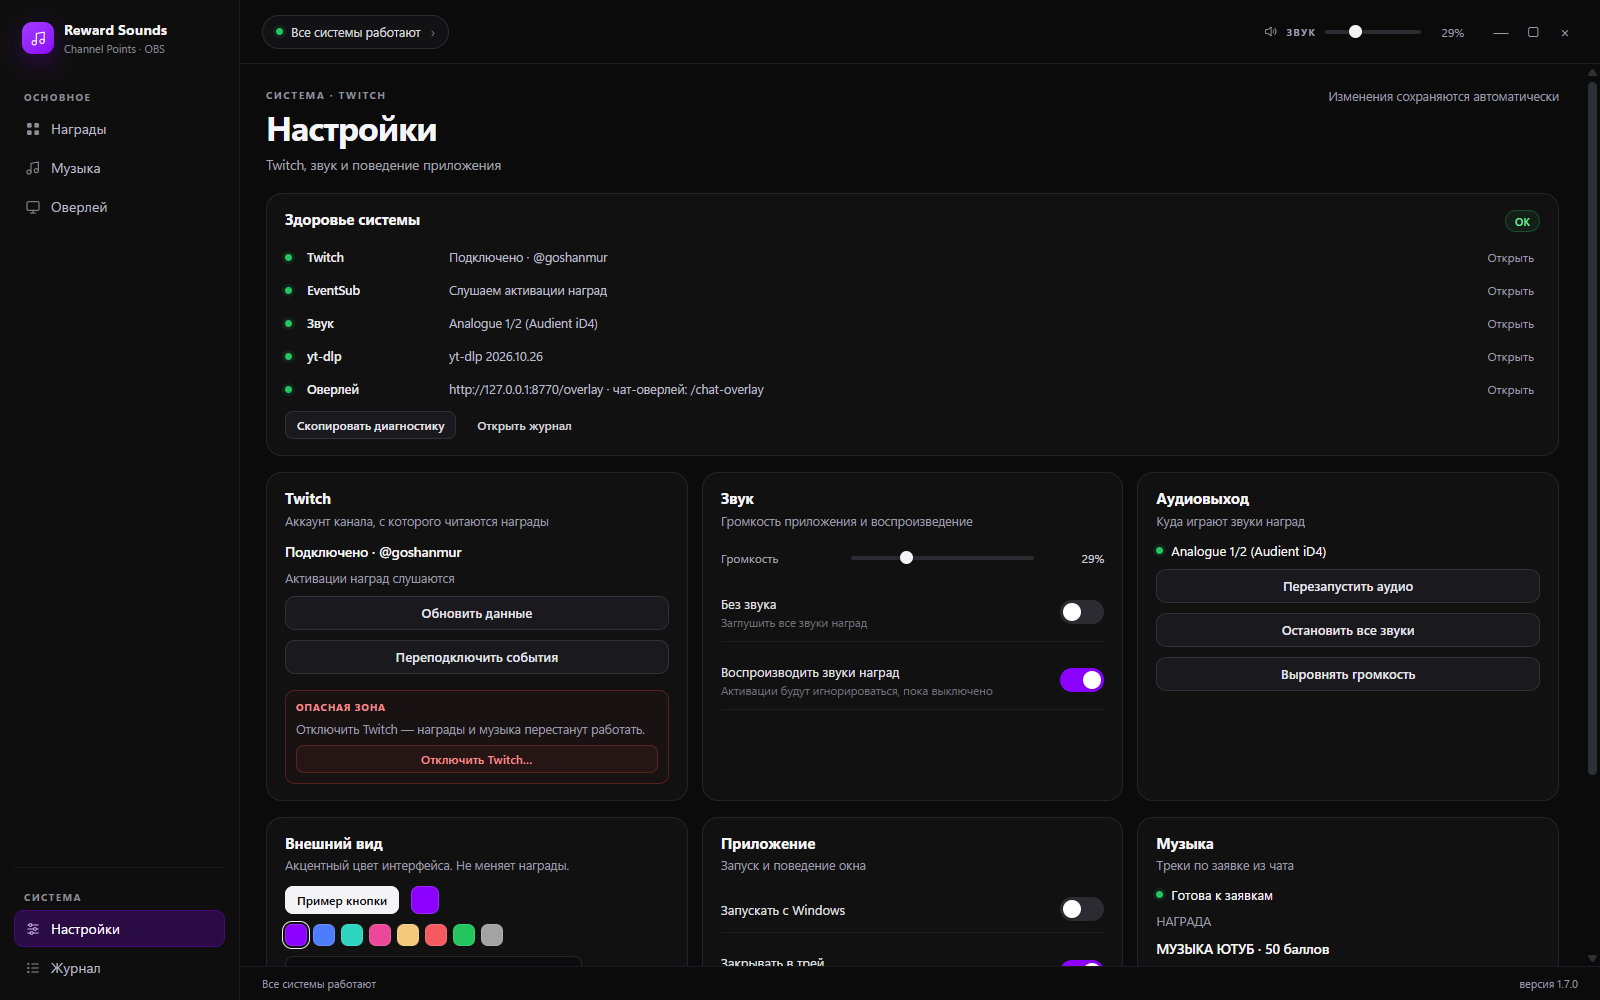 Reward Sounds
Channel Points · OBS
ОСНОВНОЕ
Награды
Музыка
Оверлей
СИСТЕМА
Настройки
Журнал
Все системы работают ›
ЗВУК
29%
СИСТЕМА · TWITCH
Изменения сохраняются автоматически
Настройки
Twitch, звук и поведение приложения
Здоровье системы
OK
Twitch Подключено · @goshanmur Открыть
EventSub Слушаем активации наград Открыть
Звук Analogue 1/2 (Audient iD4) Открыть
yt-dlp yt-dlp 2026.10.26 Открыть
Оверлей http://127.0.0.1:8770/overlay · чат-оверлей: /chat-overlay Открыть
Скопировать диагностику Открыть журнал
Twitch
Аккаунт канала, с которого читаются награды
Подключено · @goshanmur
Активации наград слушаются
Обновить данные
Переподключить события
ОПАСНАЯ ЗОНА
Отключить Twitch — награды и музыка перестанут работать.
Отключить Twitch...
Звук
Громкость приложения и воспроизведение
Громкость 29%
Без звука
Заглушить все звуки наград
Воспроизводить звуки наград
Активации будут игнорироваться, пока выключено
Аудиовыход
Куда играют звуки наград
Analogue 1/2 (Audient iD4)
Перезапустить аудио
Остановить все звуки
Выровнять громкость
Внешний вид
Акцентный цвет интерфейса. Не меняет награды.
Пример кнопки
Приложение
Запуск и поведение окна
Запускать с Windows
Закрывать в трей
Музыка
Треки по заявке из чата
Готова к заявкам
НАГРАДА
МУЗЫКА ЮТУБ · 50 баллов
Все системы работают
версия 1.7.0